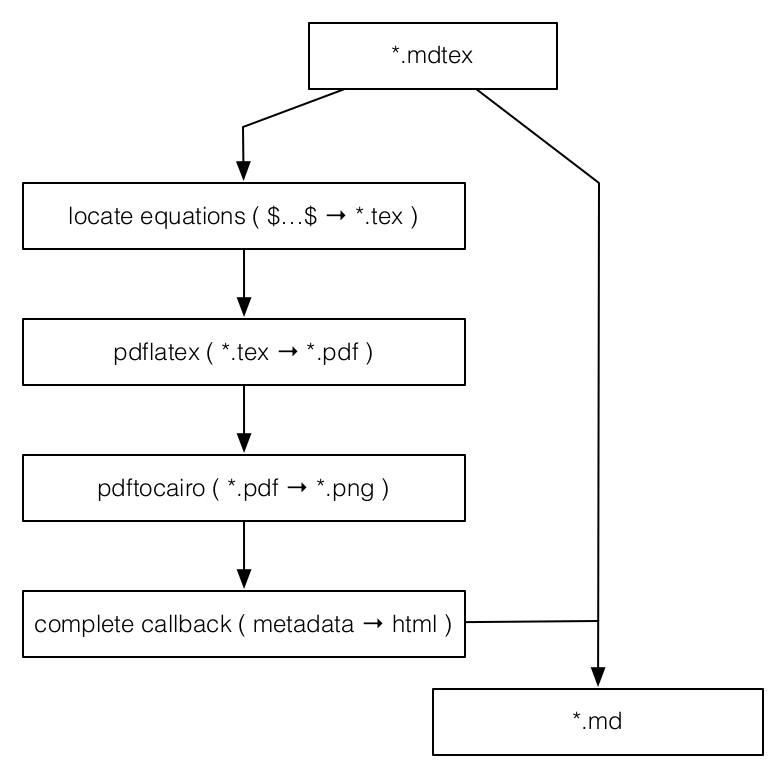 *.mdtex
locate equations ( $...$ → *.tex )
pdflatex ( *.tex → *.pdf )
pdftocairo ( *.pdf → *.png )
complete callback ( metadata → html )
*.md